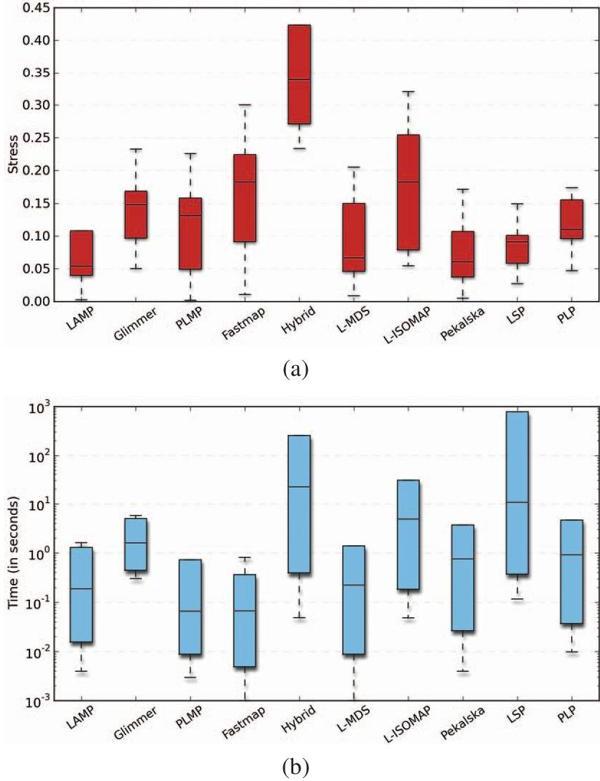 0.45
0.40
0.35
0.30
0.25
0.20
0.15
0.10
0.05
0.00
Stress
LAMP Glimmer PLMP Fastmap Hybrid L-MDS L-ISOMAP Pekalska LSP PLP
(a)
10³
10²
10¹
10⁰
10⁻¹
10⁻²
10⁻³
Time (in seconds)
LAMP Glimmer PLMP Fastmap Hybrid L-MDS L-ISOMAP Pekalska LSP PLP
(b)